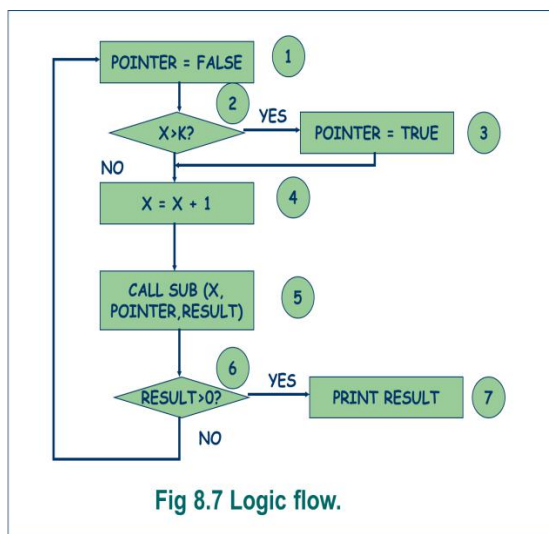 POINTER = FALSE
1
2
X>K?
YES
POINTER = TRUE
3
NO
X = X + 1
4
CALL SUB (X,
POINTER,RESULT)
5
6
RESULT>0?
YES
PRINT RESULT
7
NO
Fig 8.7 Logic flow.